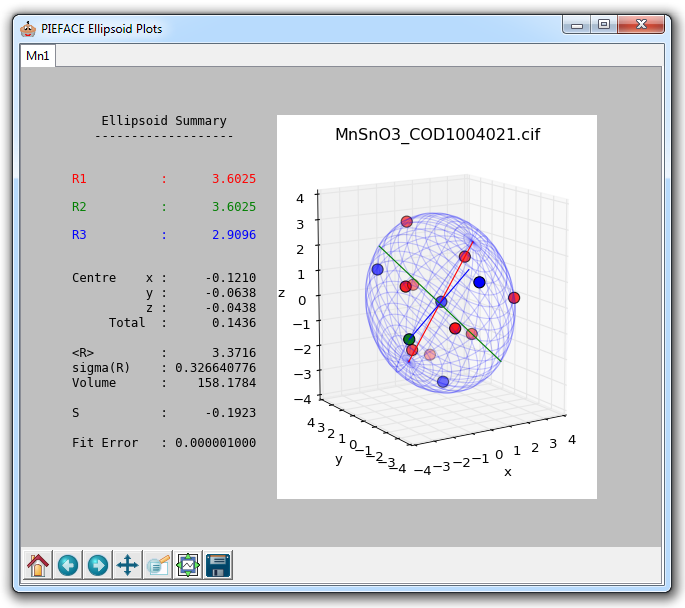 PIEFACE Ellipsoid Plots
Mn1
Ellipsoid Summary
-------------------
R1 : 3.6025
R2 : 3.6025
R3 : 2.9096
Centre x : -0.1210
y : -0.0638
z : -0.0438
Total : 0.1436
<R> : 3.3716
sigma(R) : 0.326640776
Volume : 158.1784
S : -0.1923
Fit Error : 0.000001000
MnSnO3_COD1004021.cif
4
3
2
1
0
−1
−2
−3
−4
z
4 3 2 1 0 −1 −2 −3 −4
y
−4 −3 −2 −1 0 1 2 3 4
x